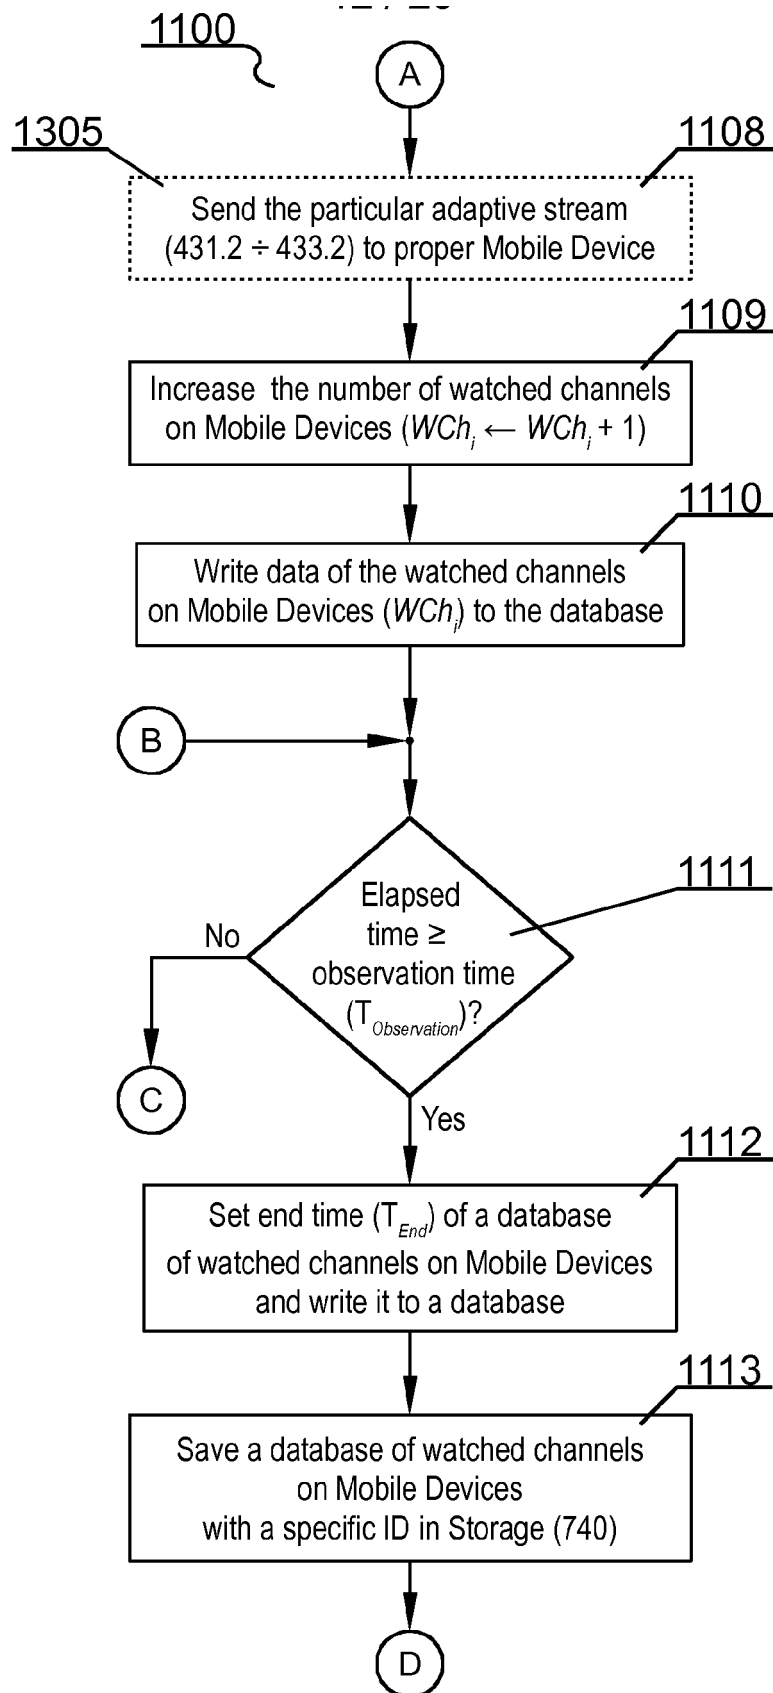 1100
A
1305
1108
Send the particular adaptive stream
(431.2 ÷ 433.2) to proper Mobile Device
1109
Increase the number of watched channels
on Mobile Devices (WChᵢ ← WChᵢ + 1)
1110
Write data of the watched channels
on Mobile Devices (WChᵢ) to the database
B
1111
Elapsed
time ≥
observation time
(T_Observation)?
No
C
Yes
1112
Set end time (T_End) of a database
of watched channels on Mobile Devices
and write it to a database
1113
Save a database of watched channels
on Mobile Devices
with a specific ID in Storage (740)
D